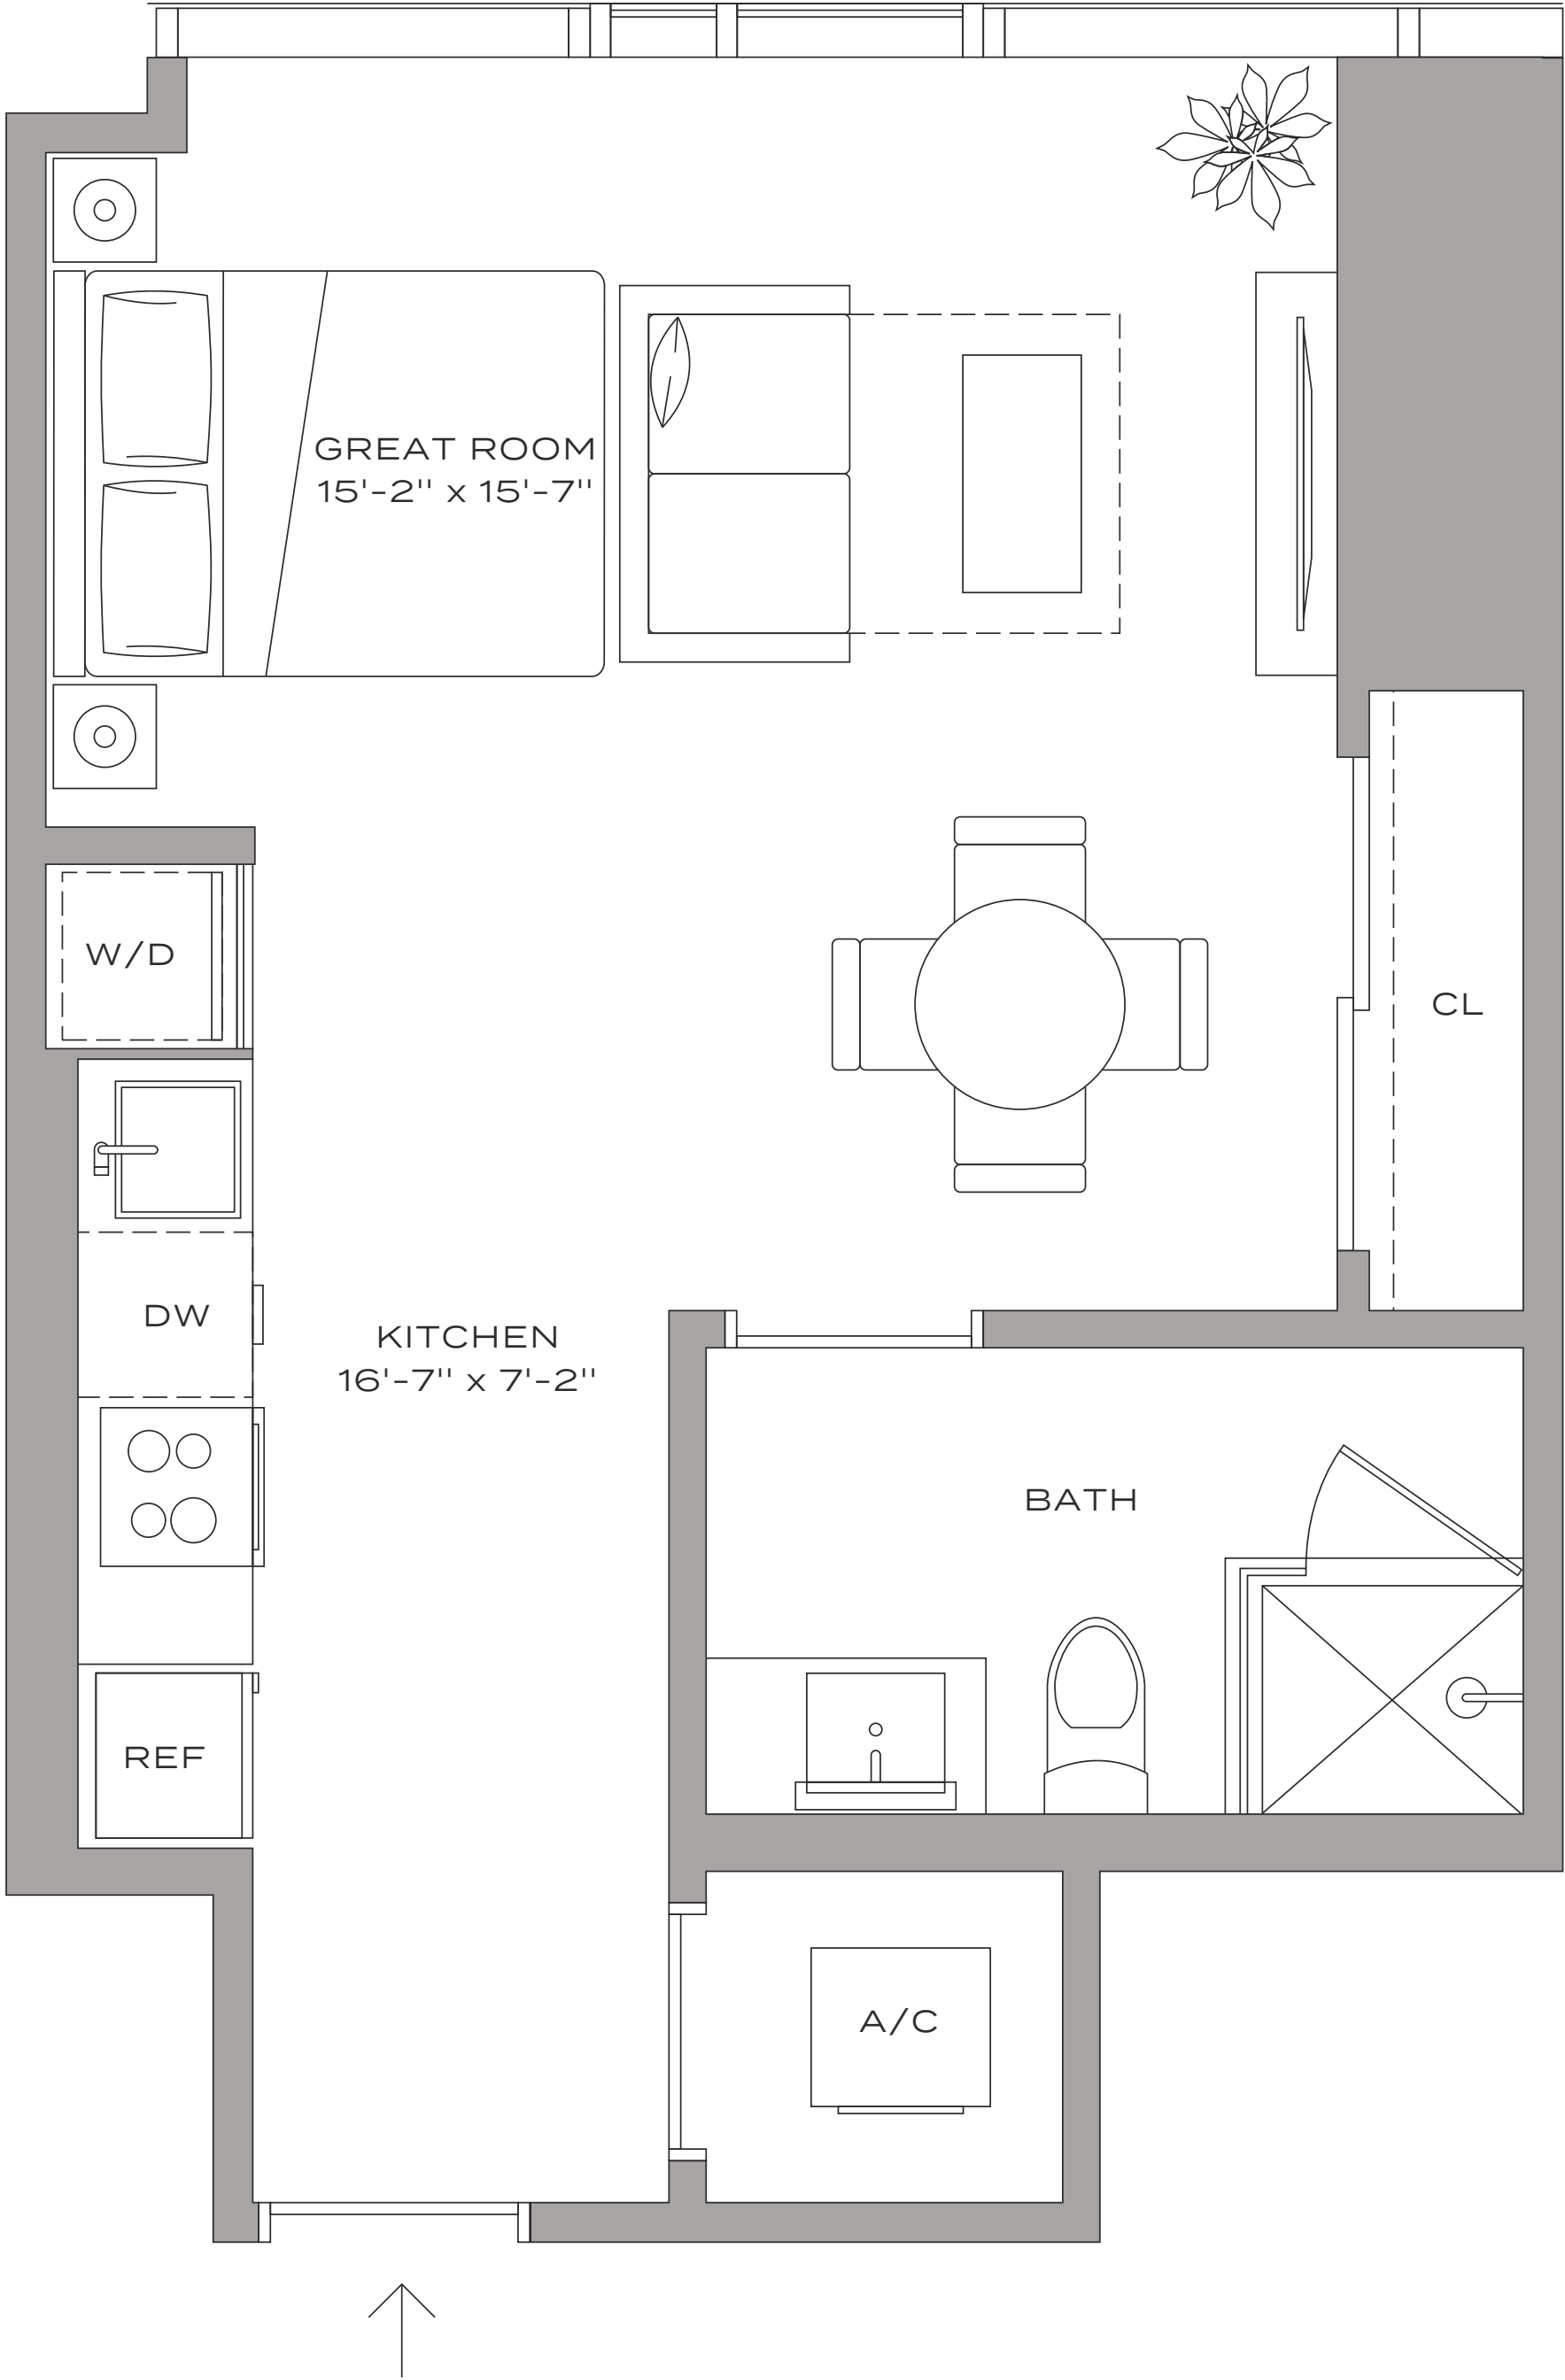 GREAT ROOM
15'-2'' x 15'-7''
W/D
CL
DW
KITCHEN
16'-7'' x 7'-2''
BATH
REF
A/C